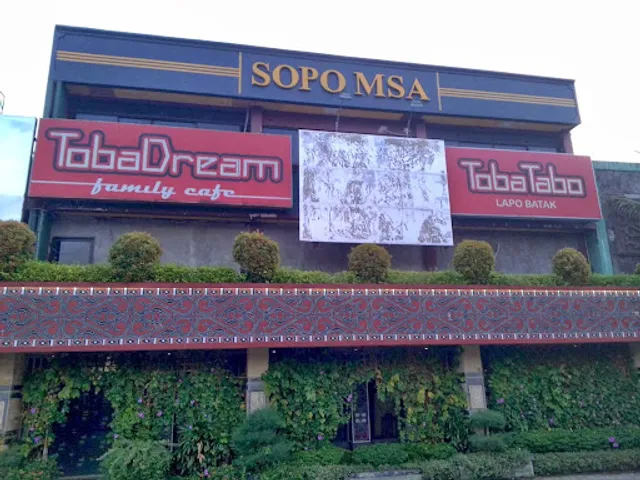 SOPO MSA
TobaDream
family cafe
TobaTabo
LAPO BATAK